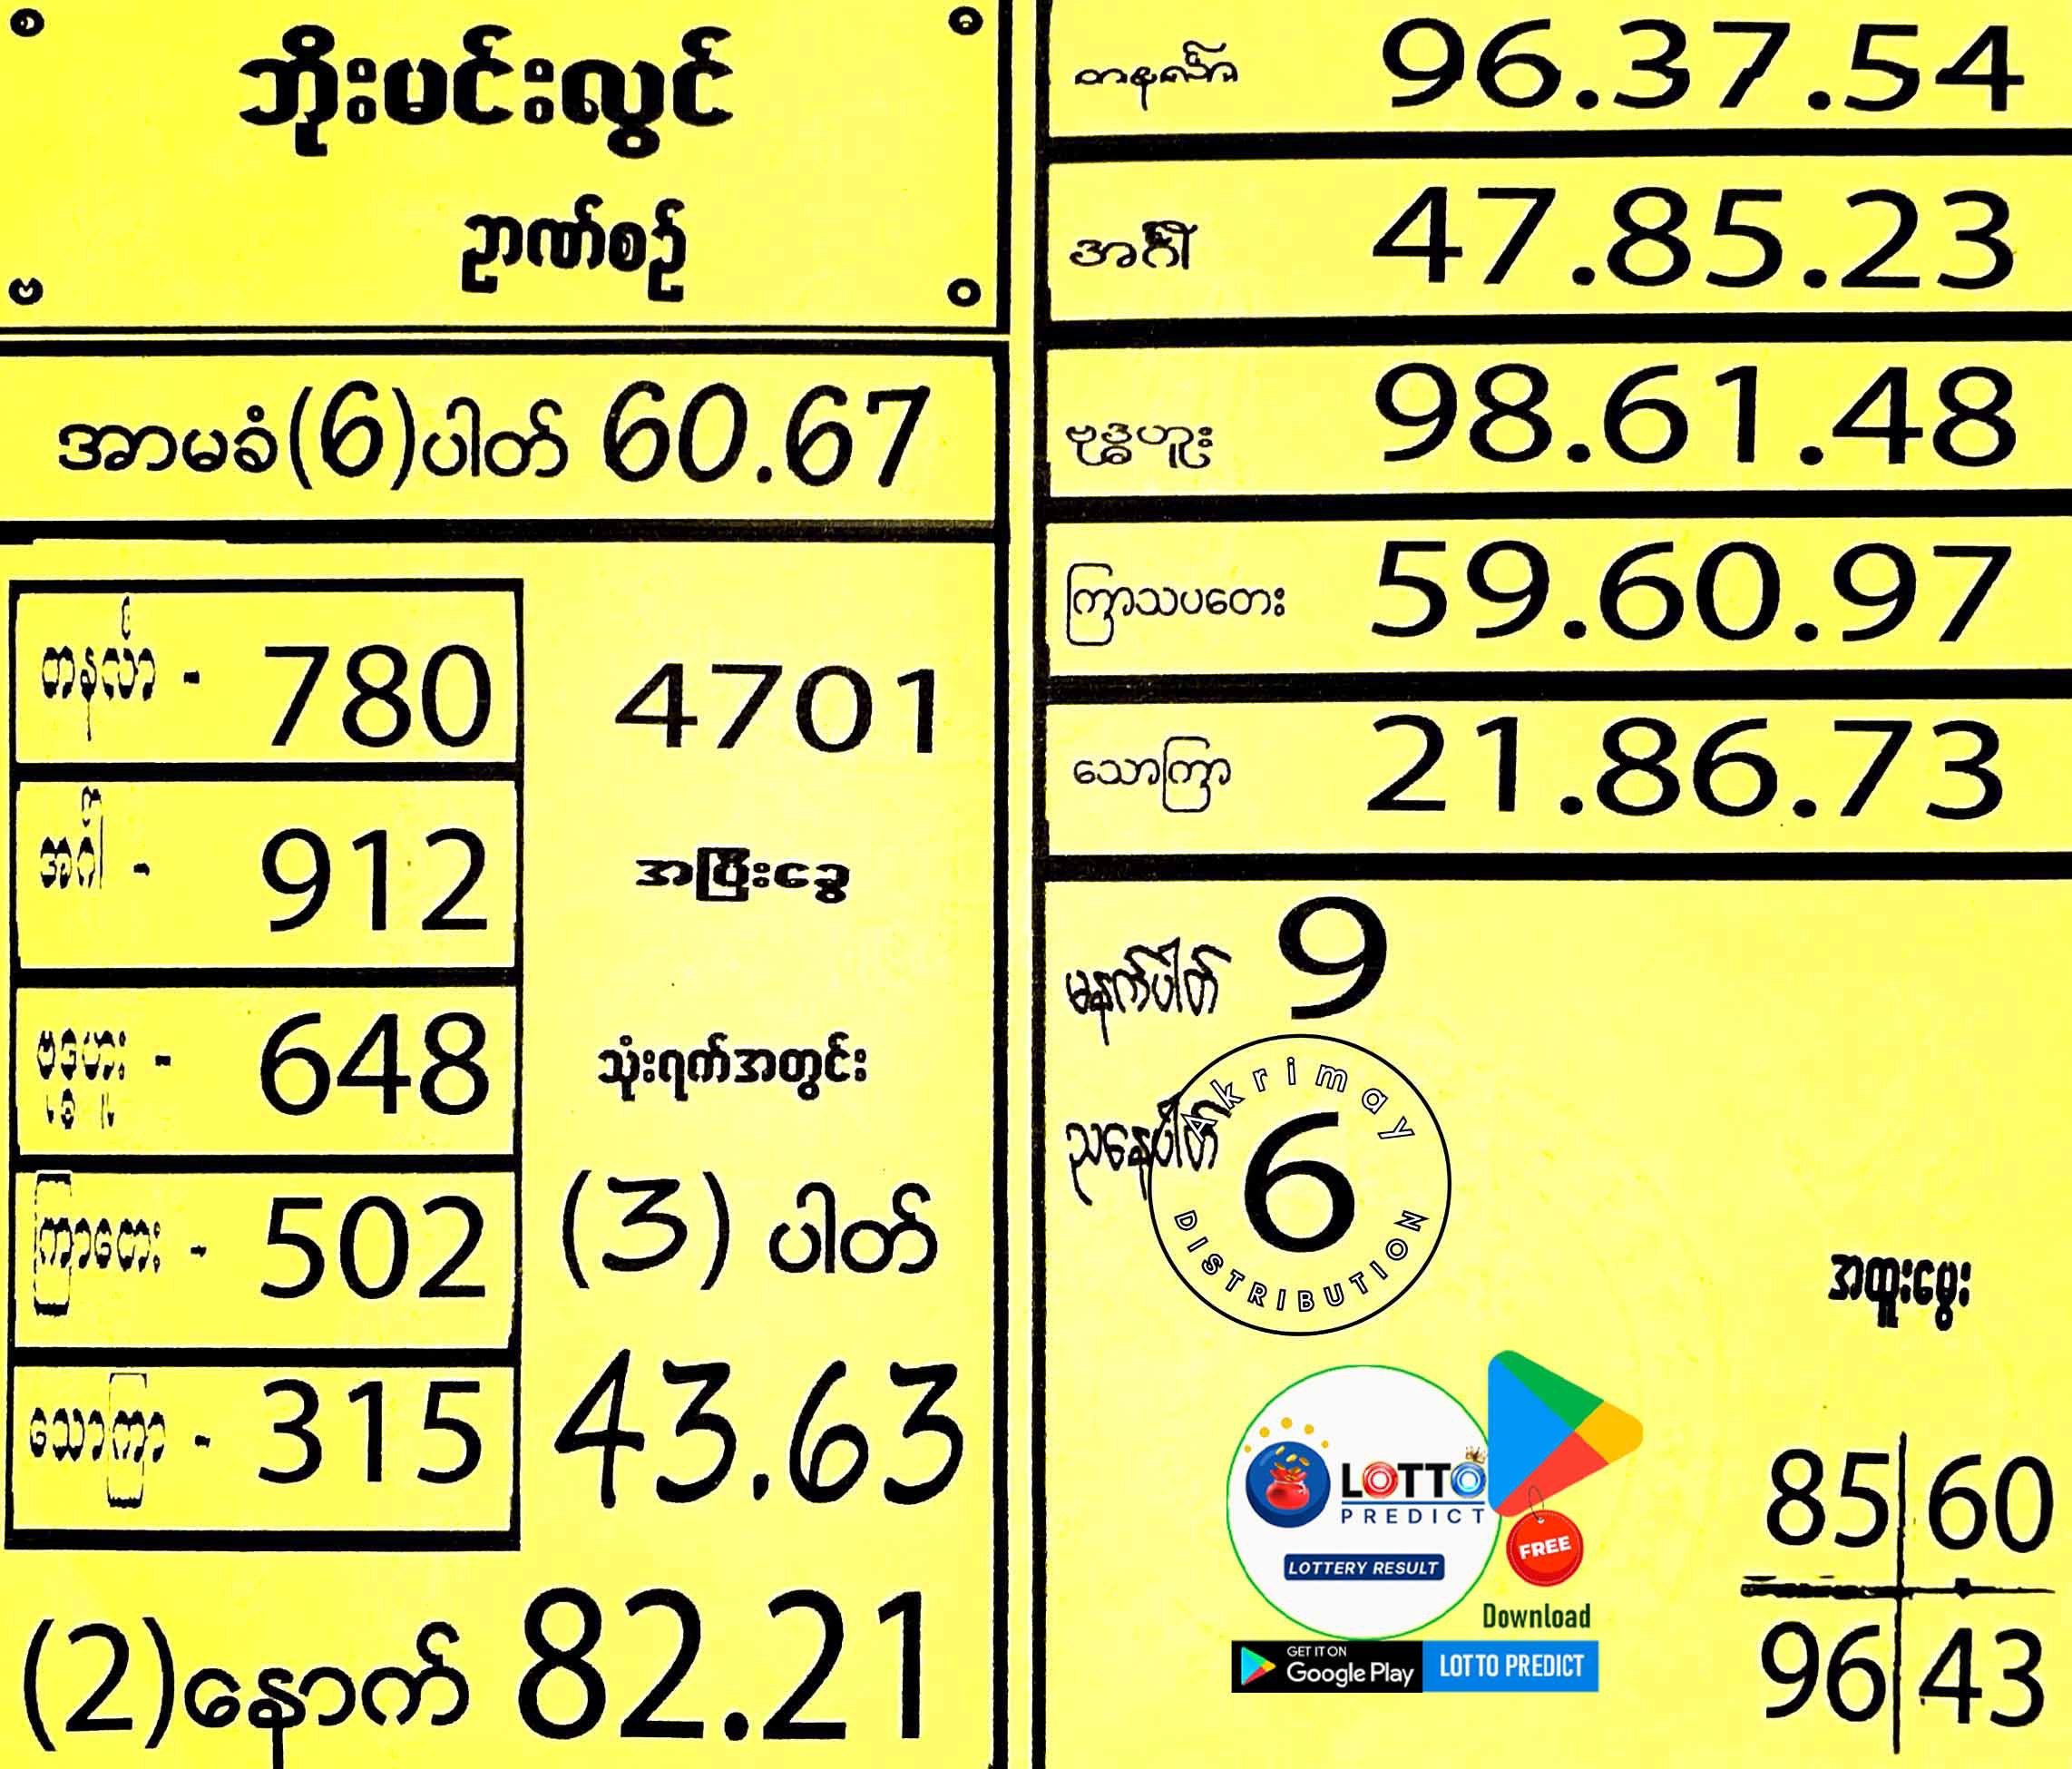 ဘိုးမင်းလွင်
ဉာဏ်စဉ်
အာမခံ(6)ပါတ် 60.67
တနင်္လာ - 780
အင်္ဂါ - 912
ဗုဒ္ဓဟူး - 648
ကြာတေး - 502
သောကြာ - 315
4701
အပြီးခွေ
သုံးရက်အတွင်း
(3) ပါတ်
43.63
(2)နောက် 82.21
တနင်္လာ 96.37.54
အင်္ဂါ 47.85.23
ဗုဒ္ဓဟူး 98.61.48
ကြာသပတေး 59.60.97
သောကြာ 21.86.73
မနက်ပါတ် 9
ညနေပါတ် 6
Akrimay
DISTRIBUTION
အထူးမွေး
85 60
96 43
LOTTO
PREDICT
LOTTERY RESULT
FREE
Download
GET IT ON
Google Play
LOTTO PREDICT